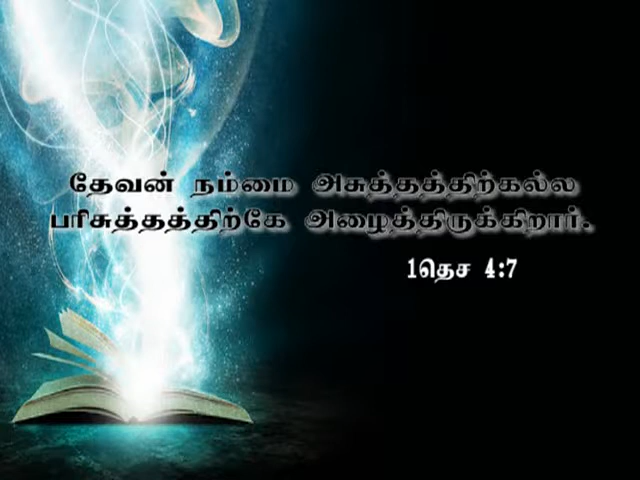 தேவன் நம்மை அசுத்தத்திற்கல்ல
பரிசுத்தத்திற்கே அழைத்திருக்கிறார்.
1தெச 4:7